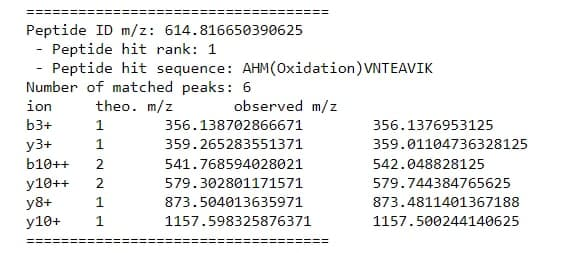 ===================================
Peptide ID m/z: 614.816650390625
- Peptide hit rank: 1
- Peptide hit sequence: AHM(Oxidation)VNTEAVIK
Number of matched peaks: 6
ion theo. m/z observed m/z
b3+ 1 356.138702866671 356.1376953125
y3+ 1 359.265283551371 359.01104736328125
b10++ 2 541.768594028021 542.048828125
y10++ 2 579.302801171571 579.744384765625
y8+ 1 873.504013635971 873.4811401367188
y10+ 1 1157.598325876371 1157.500244140625
===================================